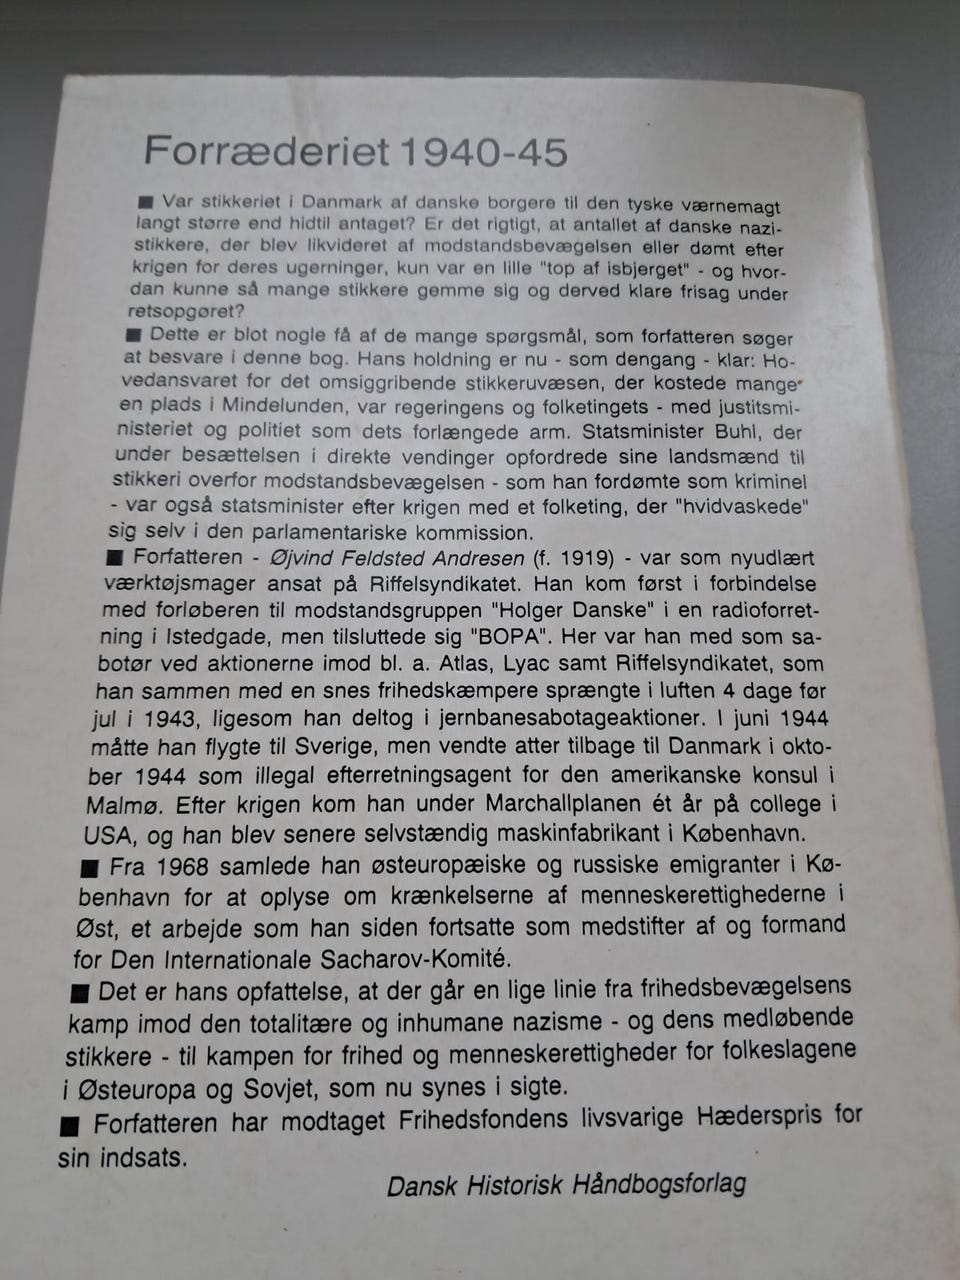 Forræderiet 1940-45
■ Var stikkeriet i Danmark af danske borgere til den tyske værnemagt
langt større end hidtil antaget? Er det rigtigt, at antallet af danske nazi-
stikkere, der blev likvideret af modstandsbevægelsen eller dømt efter
krigen for deres ugerninger, kun var en lille "top af isbjerget" - og hvor-
dan kunne så mange stikkere gemme sig og derved klare frisag under
retsopgøret?
■ Dette er blot nogle få af de mange spørgsmål, som forfatteren søger
at besvare i denne bog. Hans holdning er nu - som dengang - klar: Ho-
vedansvaret for det omsiggribende stikkeruvæsen, der kostede mange
en plads i Mindelunden, var regeringens og folketingets - med justitsmi-
nisteriet og politiet som dets forlængede arm. Statsminister Buhl, der
under besættelsen i direkte vendinger opfordrede sine landsmænd til
stikkeri overfor modstandsbevægelsen - som han fordømte som kriminel
- var også statsminister efter krigen med et folketing, der "hvidvaskede"
sig selv i den parlamentariske kommission.
■ Forfatteren - Øjvind Feldsted Andresen (f. 1919) - var som nyudlært
værktøjsmager ansat på Riffelsyndikatet. Han kom først i forbindelse
med forløberen til modstandsgruppen "Holger Danske" i en radioforret-
ning i Istedgade, men tilsluttede sig "BOPA". Her var han med som sa-
botør ved aktionerne imod bl. a. Atlas, Lyac samt Riffelsyndikatet, som
han sammen med en snes frihedskæmpere sprængte i luften 4 dage før
jul i 1943, ligesom han deltog i jernbanesabotageaktioner. I juni 1944
måtte han flygte til Sverige, men vendte atter tilbage til Danmark i okto-
ber 1944 som illegal efterretningsagent for den amerikanske konsul i
Malmø. Efter krigen kom han under Marchallplanen ét år på college i
USA, og han blev senere selvstændig maskinfabrikant i København.
■ Fra 1968 samlede han østeuropæiske og russiske emigranter i Kø-
benhavn for at oplyse om krænkelserne af menneskerettighederne i
Øst, et arbejde som han siden fortsatte som medstifter af og formand
for Den Internationale Sacharov-Komité.
■ Det er hans opfattelse, at der går en lige linie fra frihedsbevægelsens
kamp imod den totalitære og inhumane nazisme - og dens medløbende
stikkere - til kampen for frihed og menneskerettigheder for folkeslagene
i Østeuropa og Sovjet, som nu synes i sigte.
■ Forfatteren har modtaget Frihedsfondens livsvarige Hæderspris for
sin indsats.
Dansk Historisk Håndbogsforlag